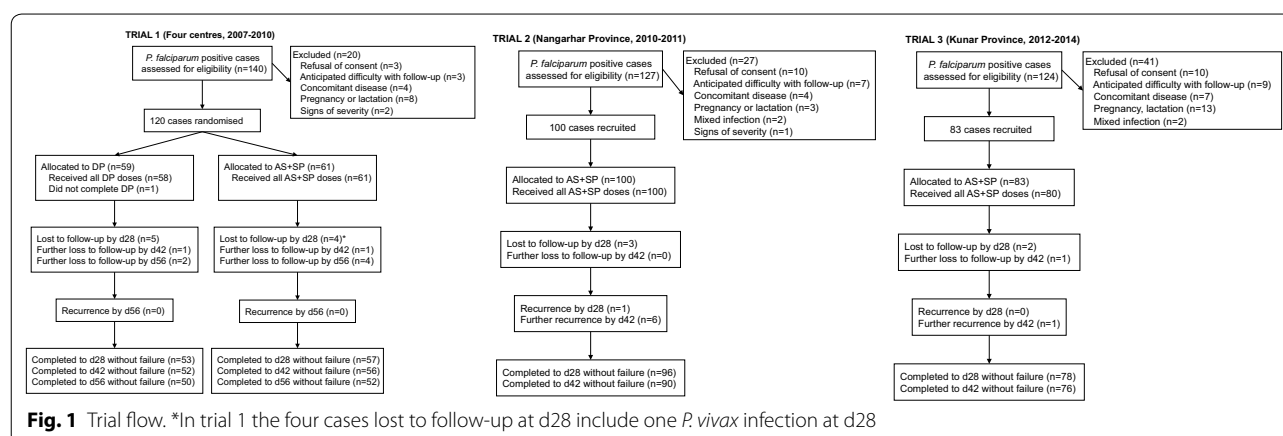 TRIAL 1 (Four centres, 2007-2010)
P. falciparum positive cases
assessed for eligibility (n=140)
Excluded (n=20)
Refusal of consent (n=3)
Anticipated difficulty with follow-up (n=3)
Concomitant disease (n=4)
Pregnancy or lactation (n=8)
Signs of severity (n=2)
120 cases randomised
Allocated to DP (n=59)
Received all DP doses (n=58)
Did not complete DP (n=1)
Allocated to AS+SP (n=61)
Received all AS+SP doses (n=61)
Lost to follow-up by d28 (n=5)
Further loss to follow-up by d42 (n=1)
Further loss to follow-up by d56 (n=2)
Lost to follow-up by d28 (n=4)*
Further loss to follow-up by d42 (n=1)
Further loss to follow-up by d56 (n=4)
Recurrence by d56 (n=0)
Recurrence by d56 (n=0)
Completed to d28 without failure (n=53)
Completed to d42 without failure (n=52)
Completed to d56 without failure (n=50)
Completed to d28 without failure (n=57)
Completed to d42 without failure (n=56)
Completed to d56 without failure (n=52)
TRIAL 2 (Nangarhar Province, 2010-2011)
P. falciparum positive cases
assessed for eligibility (n=127)
Excluded (n=27)
Refusal of consent (n=10)
Anticipated difficulty with follow-up (n=7)
Concomitant disease (n=4)
Pregnancy or lactation (n=3)
Mixed infection (n=2)
Signs of severity (n=1)
100 cases recruited
Allocated to AS+SP (n=100)
Received all AS+SP doses (n=100)
Lost to follow-up by d28 (n=3)
Further loss to follow-up by d42 (n=0)
Recurrence by d28 (n=1)
Further recurrence by d42 (n=6)
Completed to d28 without failure (n=96)
Completed to d42 without failure (n=90)
TRIAL 3 (Kunar Province, 2012-2014)
P. falciparum positive cases
assessed for eligibility (n=124)
Excluded (n=41)
Refusal of consent (n=10)
Anticipated difficulty with follow-up (n=9)
Concomitant disease (n=7)
Pregnancy, lactation (n=13)
Mixed infection (n=2)
83 cases recruited
Allocated to AS+SP (n=83)
Received all AS+SP doses (n=80)
Lost to follow-up by d28 (n=2)
Further loss to follow-up by d42 (n=1)
Recurrence by d28 (n=0)
Further recurrence by d42 (n=1)
Completed to d28 without failure (n=78)
Completed to d42 without failure (n=76)
Fig. 1 Trial flow. *In trial 1 the four cases lost to follow-up at d28 include one P. vivax infection at d28